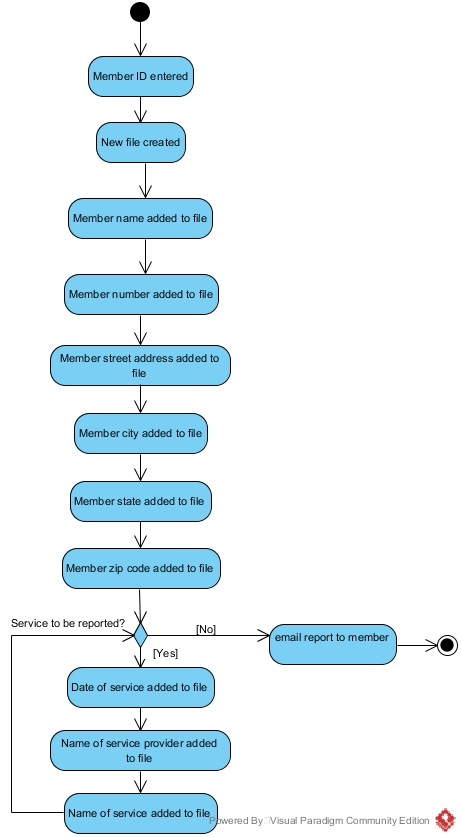 Member ID entered
New file created
Member name added to file
Member number added to file
Member street address added to
file
Member city added to file
Member state added to file
Member zip code added to file
Service to be reported?
[No]
email report to member
[Yes]
Date of service added to file
Name of service provider added
to file
Name of service added to file
Powered By Visual Paradigm Community Edition